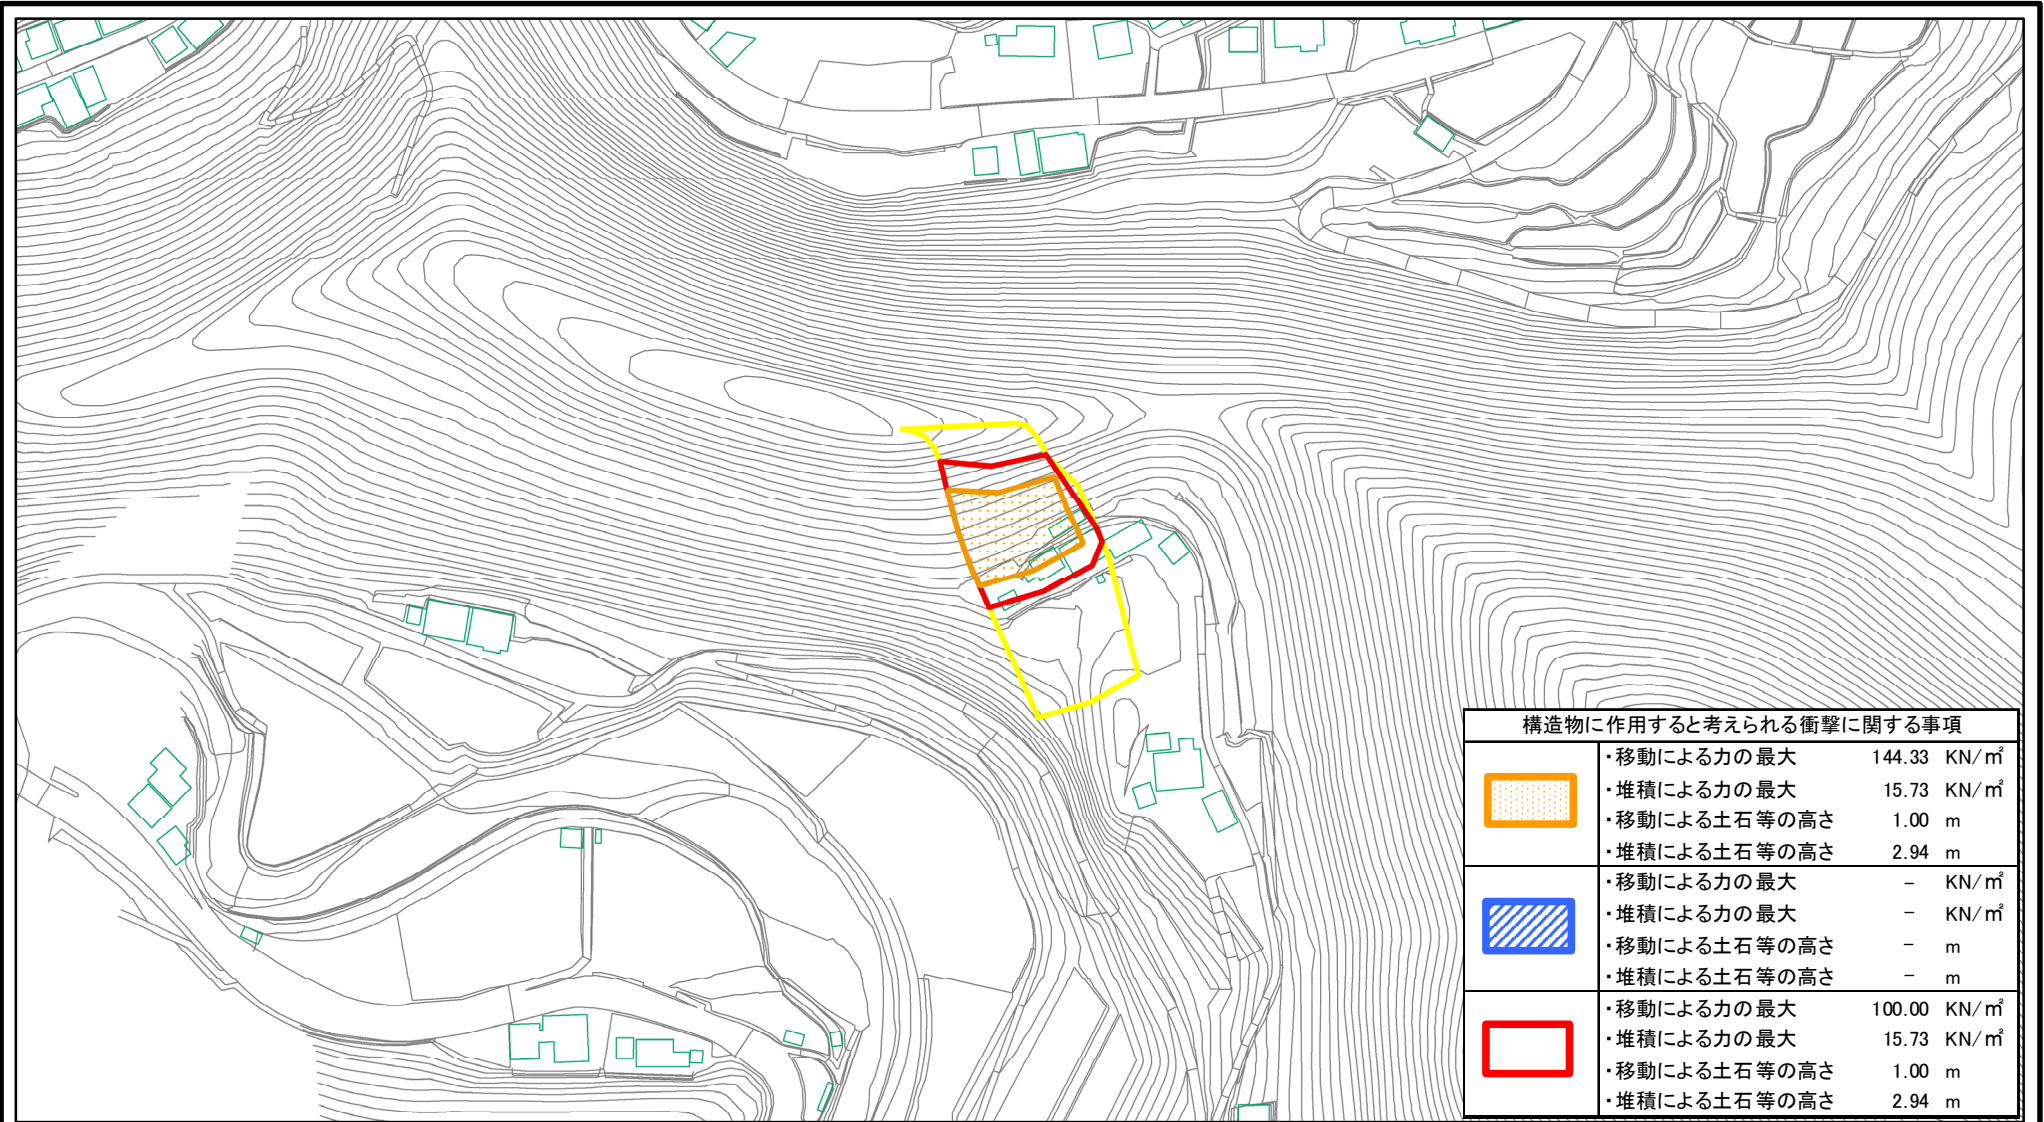 構造物に作用すると考えられる衝撃に関する事項
・移動による力の最大 144.33 KN/㎡
・堆積による力の最大 15.73 KN/㎡
・移動による土石等の高さ 1.00 m
・堆積による土石等の高さ 2.94 m
・移動による力の最大 － KN/㎡
・堆積による力の最大 － KN/㎡
・移動による土石等の高さ － m
・堆積による土石等の高さ － m
・移動による力の最大 100.00 KN/㎡
・堆積による力の最大 15.73 KN/㎡
・移動による土石等の高さ 1.00 m
・堆積による土石等の高さ 2.94 m